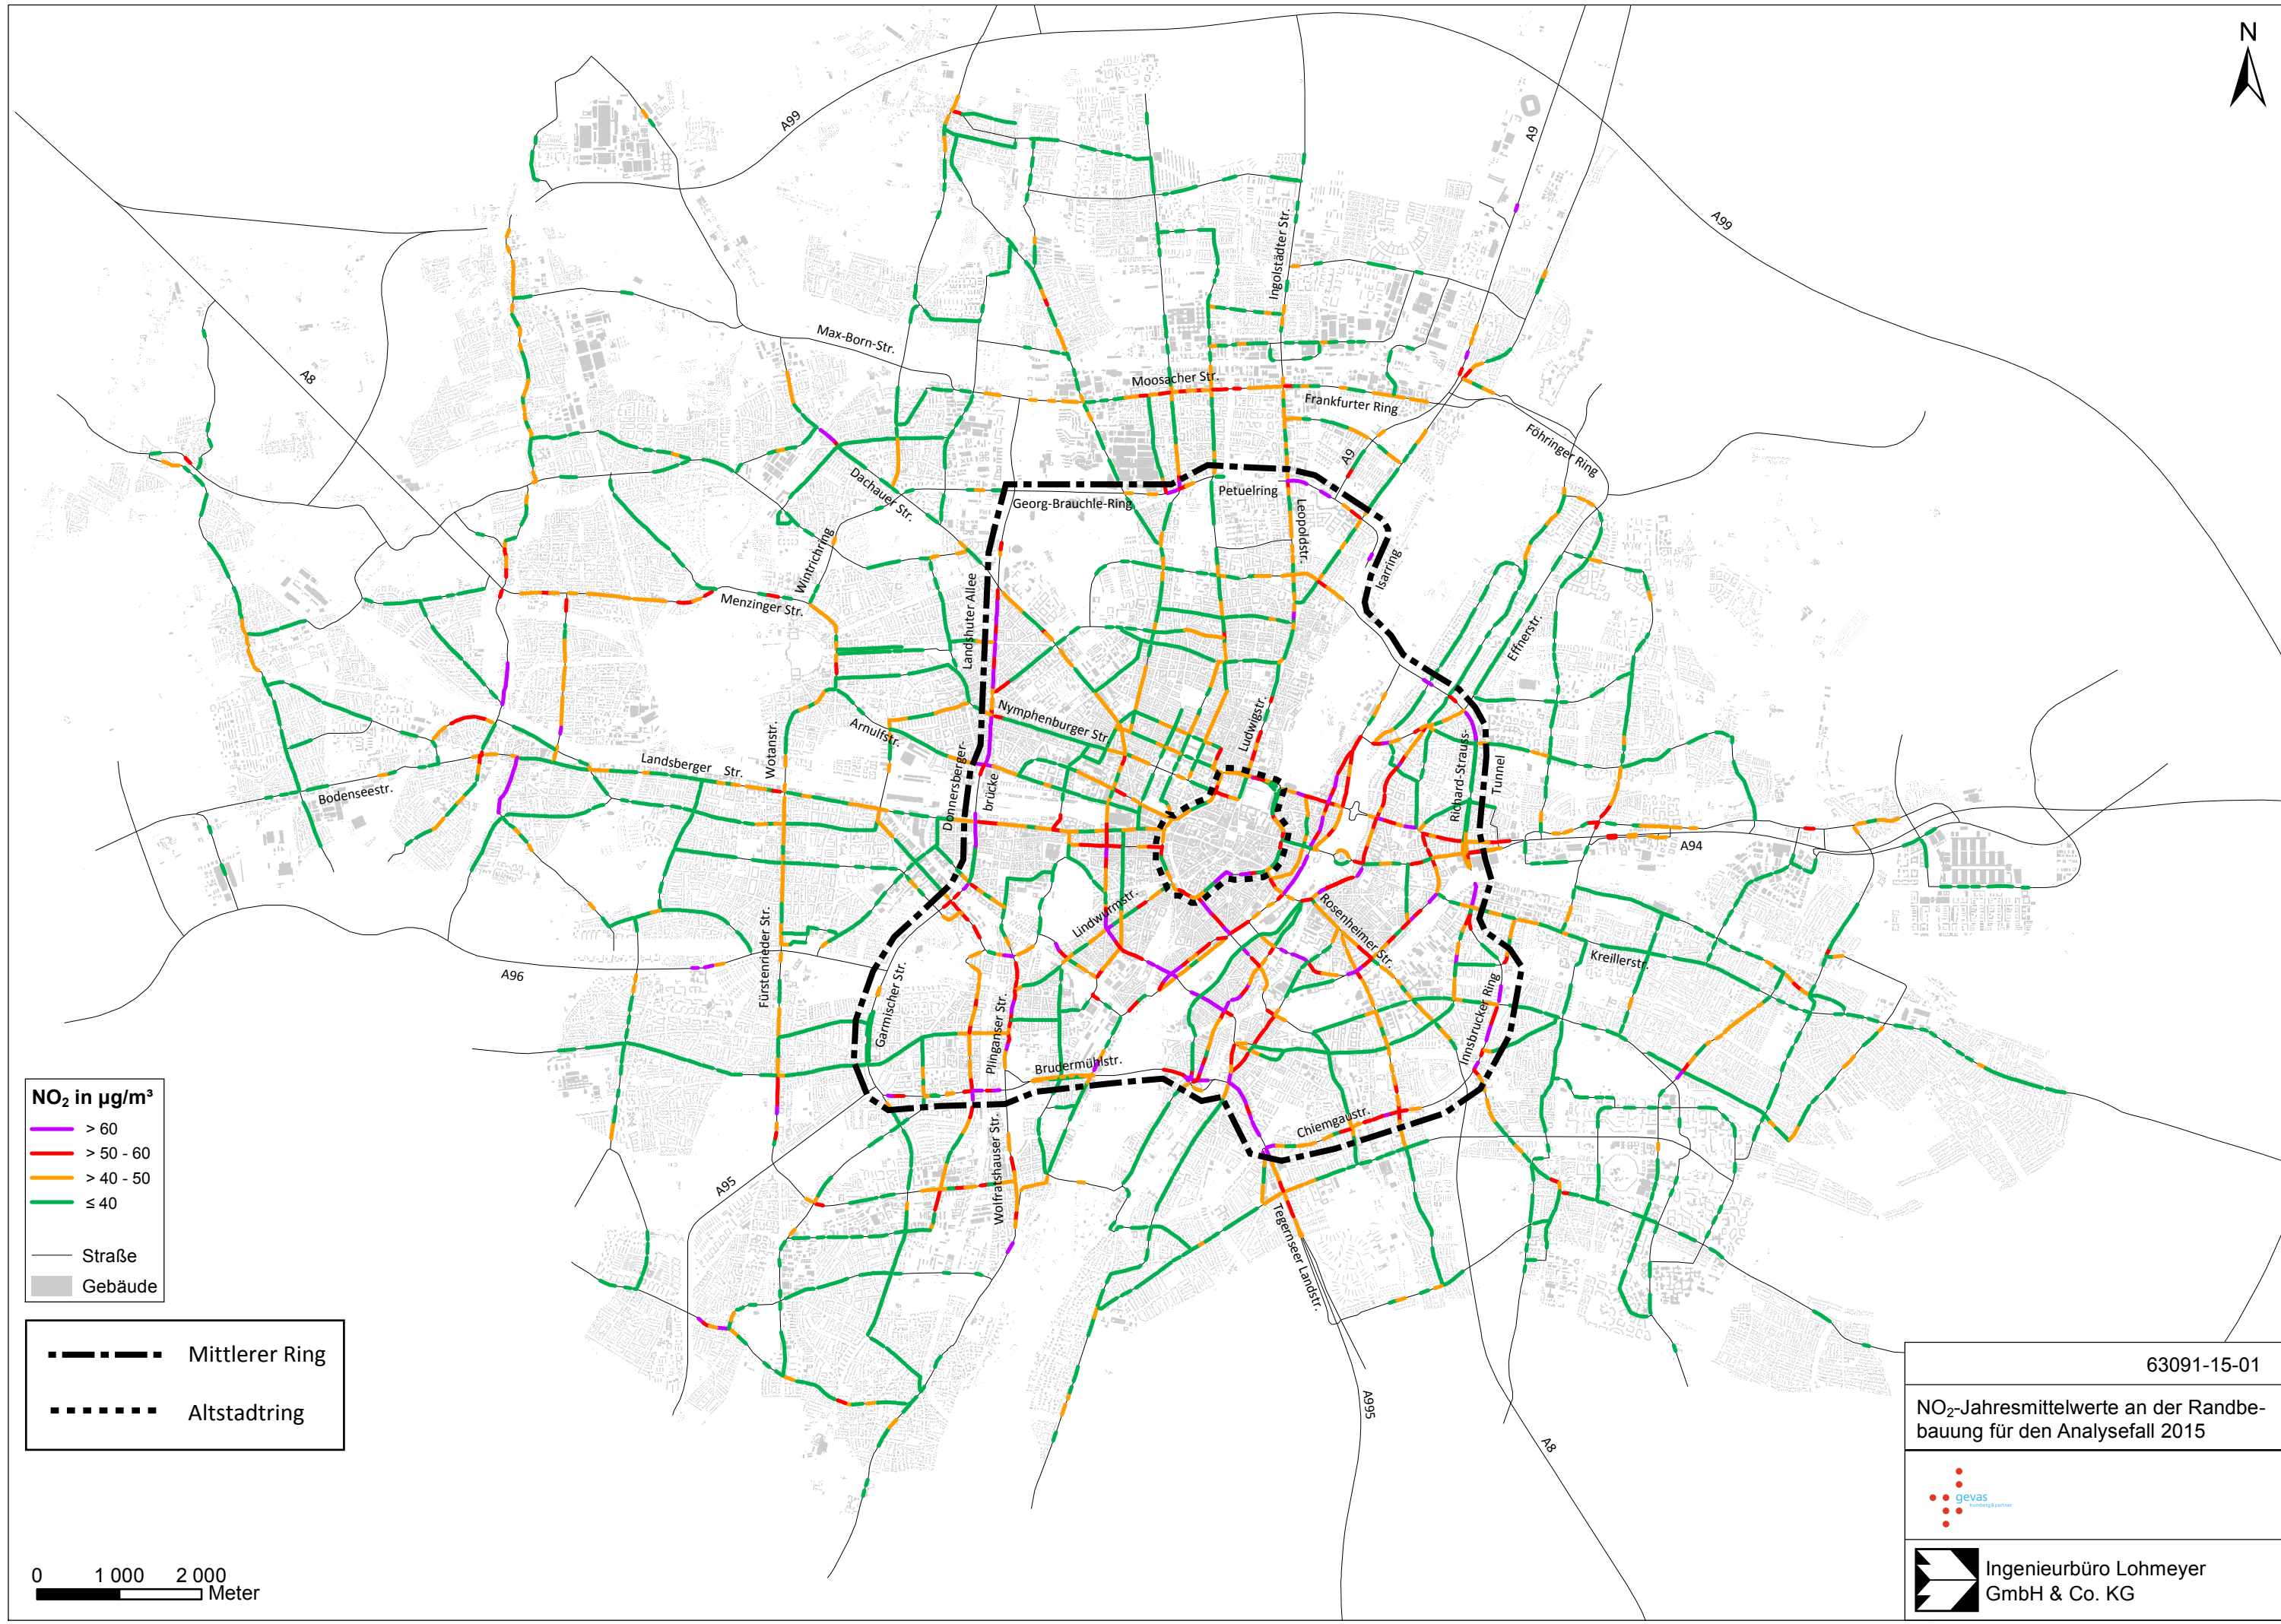 N
A99
A9
A99
Ingolstädter Str.
Max-Born-Str.
A8
Moosacher Str.
Frankfurter Ring
Föhringer Ring
A9
Dachauer Str.
Georg-Brauchle-Ring
Petuelring
Leopoldstr.
Wintrichring
Isarring
Menzinger Str.
Landshuter Allee
Effnerstr.
Nymphenburger Str.
Ludwigstr.
Arnulfstr.
Wotanstr.
Landsberger Str.
Donnersberger-
brücke
Richard-Strauss-
Tunnel
Bodenseestr.
A94
Lindwurmstr.
Rosenheimer Str.
Kreillerstr.
Fürstenrieder Str.
A96
Garmischer Str.
Plinganser Str.
Innsbrucker Ring
Brudermühlstr.
Chiemgaustr.
Wolfratshauser Str.
A95
Tegernseer Landstr.
A995
A8
NO₂ in µg/m³
> 60
> 50 - 60
> 40 - 50
≤ 40
Straße
Gebäude
Mittlerer Ring
Altstadtring
0 1 000 2 000
Meter
63091-15-01
NO₂-Jahresmittelwerte an der Randbe-
bauung für den Analysefall 2015
gevas
humberg&partner
Ingenieurbüro Lohmeyer
GmbH & Co. KG